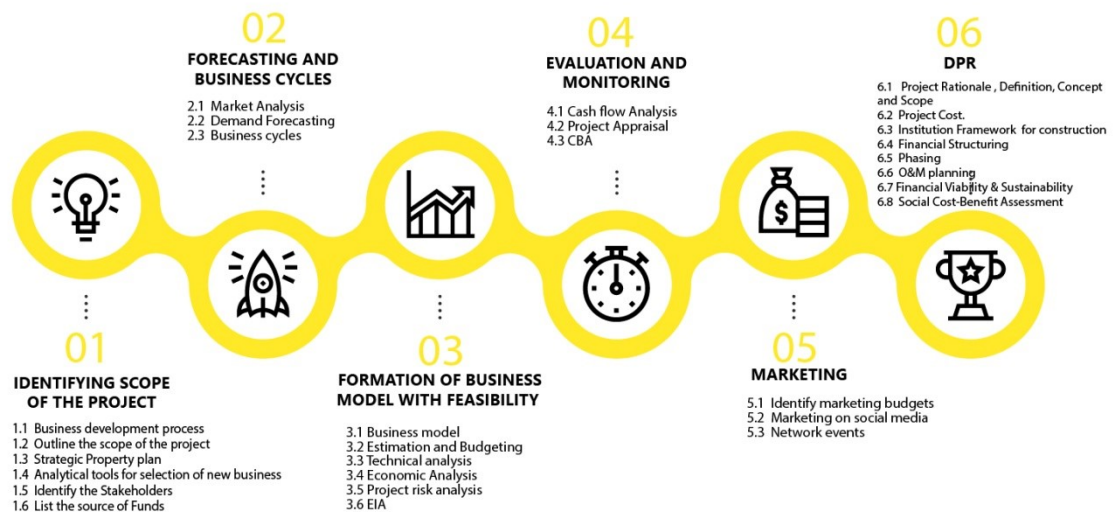 01
IDENTIFYING SCOPE
OF THE PROJECT
1.1 Business development process
1.2 Outline the scope of the project
1.3 Strategic Property plan
1.4 Analytical tools for selection of new business
1.5 Identify the Stakeholders
1.6 List the source of Funds
02
FORECASTING AND
BUSINESS CYCLES
2.1 Market Analysis
2.2 Demand Forecasting
2.3 Business cycles
03
FORMATION OF BUSINESS
MODEL WITH FEASIBILITY
3.1 Business model
3.2 Estimation and Budgeting
3.3 Technical analysis
3.4 Economic Analysis
3.5 Project risk analysis
3.6 EIA
04
EVALUATION AND
MONITORING
4.1 Cash flow Analysis
4.2 Project Appraisal
4.3 CBA
$
05
MARKETING
5.1 Identify marketing budgets
5.2 Marketing on social media
5.3 Network events
06
DPR
6.1 Project Rationale , Definition, Concept
and Scope
6.2 Project Cost.
6.3 Institution Framework for construction
6.4 Financial Structuring
6.5 Phasing
6.6 O&M planning
6.7 Financial Viability & Sustainability
6.8 Social Cost-Benefit Assessment